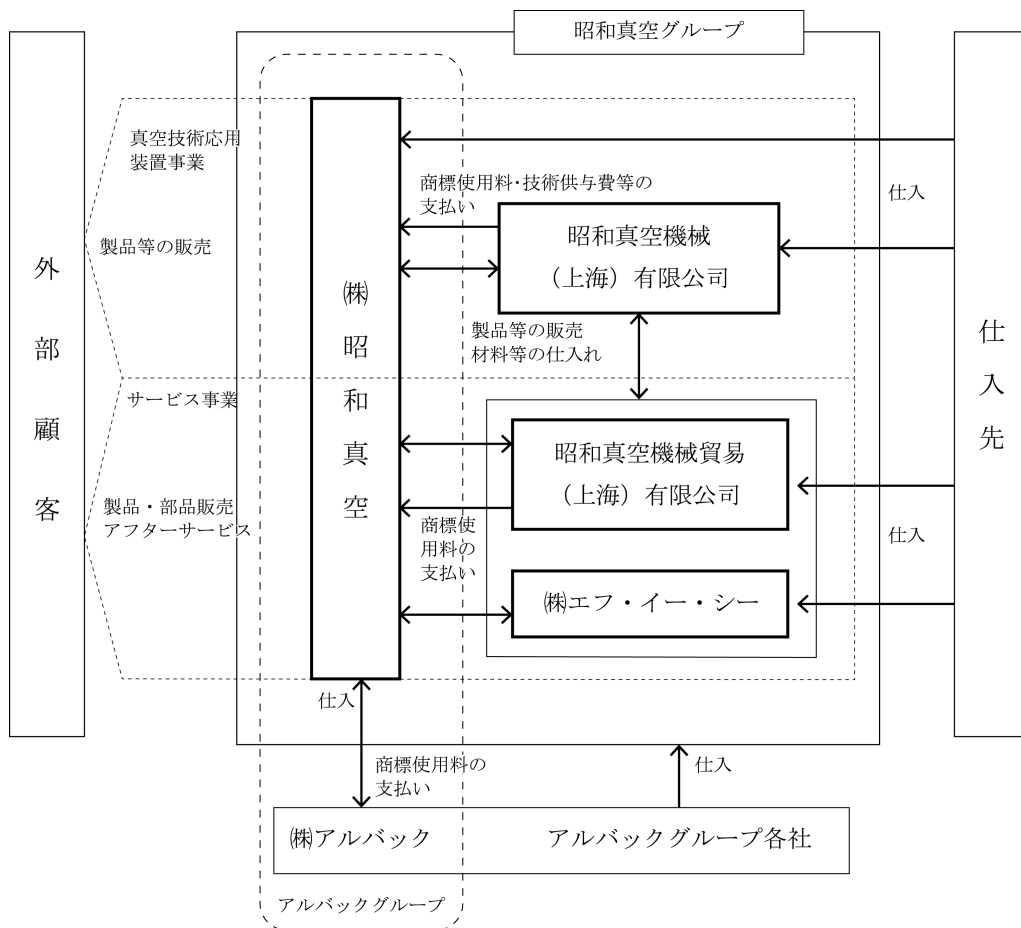 昭和真空グループ
外部顧客
真空技術応用
装置事業
製品等の販売
サービス事業
製品・部品販売
アフターサービス
㈱昭和真空
商標使用料・技術供与費等の
支払い
昭和真空機械
（上海）有限公司
製品等の販売
材料等の仕入れ
昭和真空機械貿易
（上海）有限公司
商標使
用料の
支払い
㈱エフ・イー・シー
仕入
仕入
仕入先
仕入
商標使用料の
支払い
仕入
㈱アルバック
アルバックグループ各社
アルバックグループ